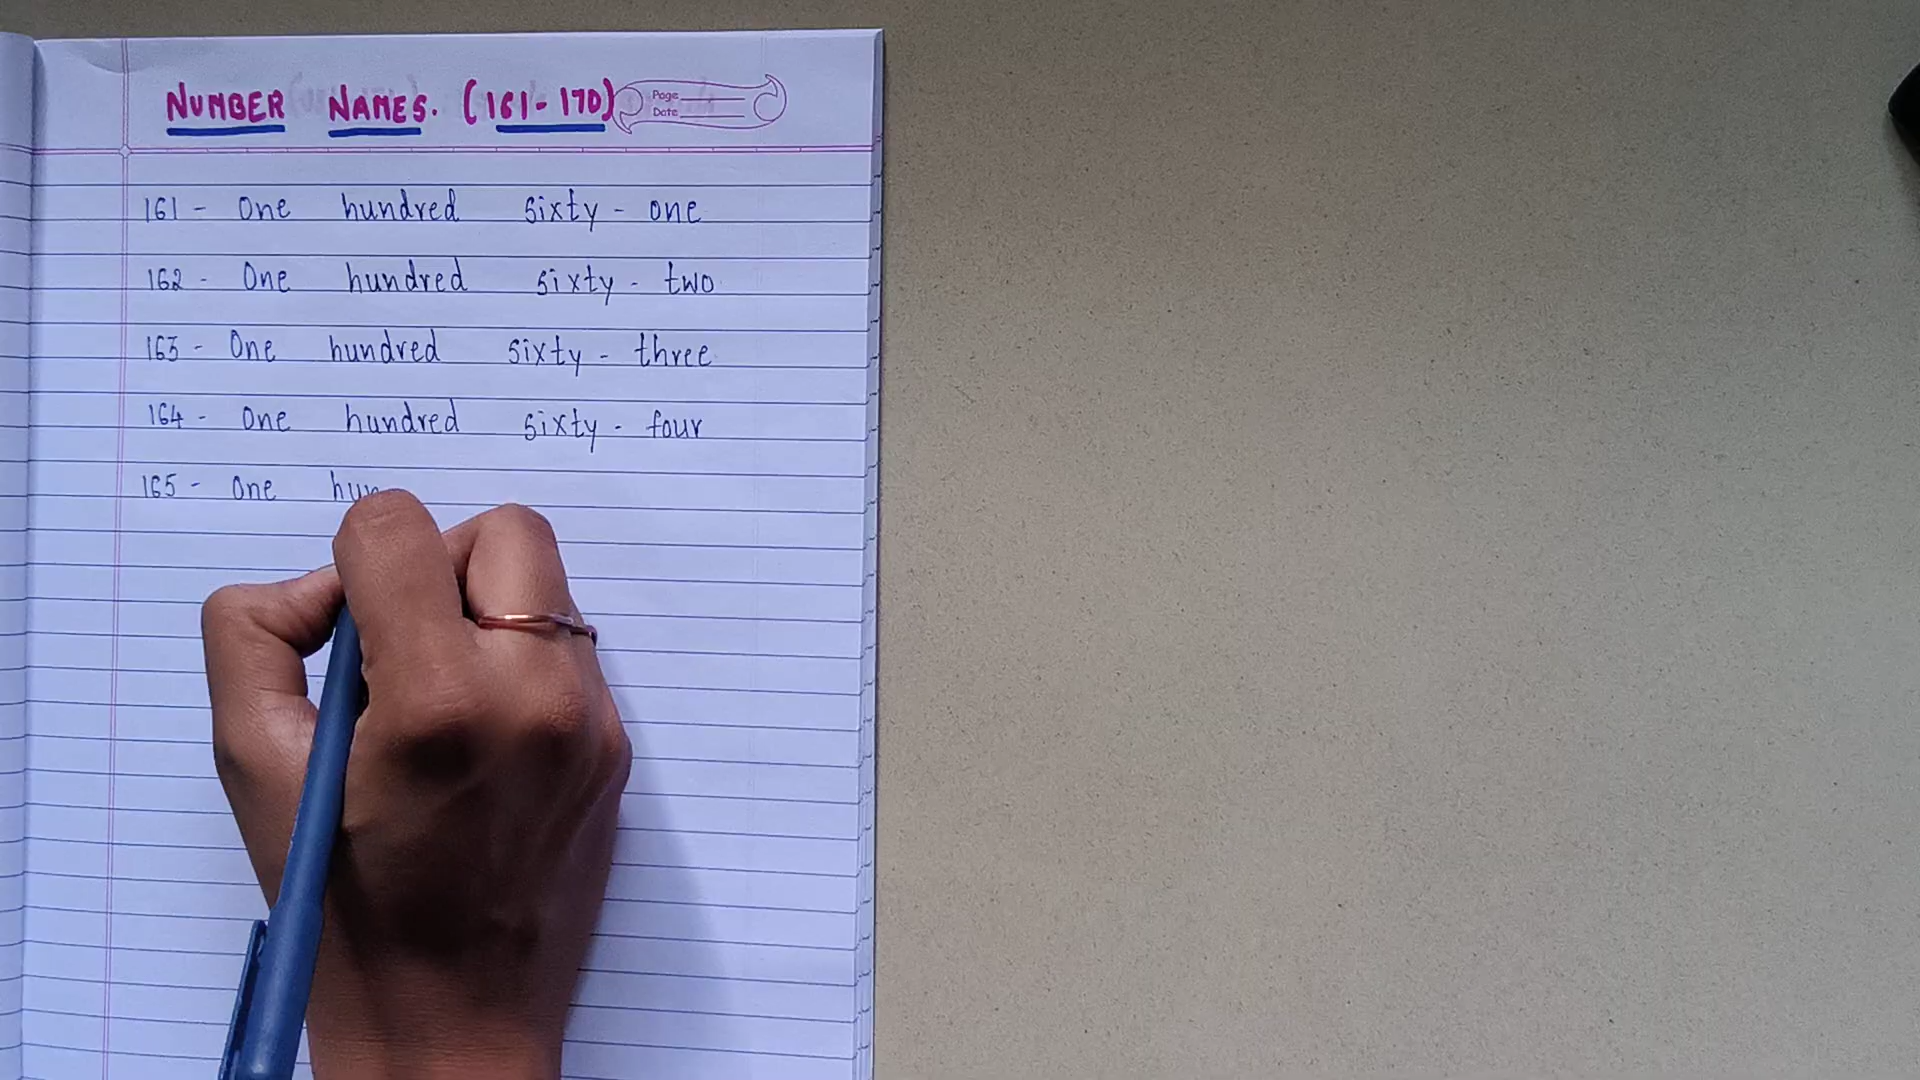 NUMBER NAMES. (161-170)
Page
Date
161 - One hundred sixty - one
162 - One hundred sixty - two
163 - One hundred sixty - three
164 - One hundred sixty - four
165 - One hun